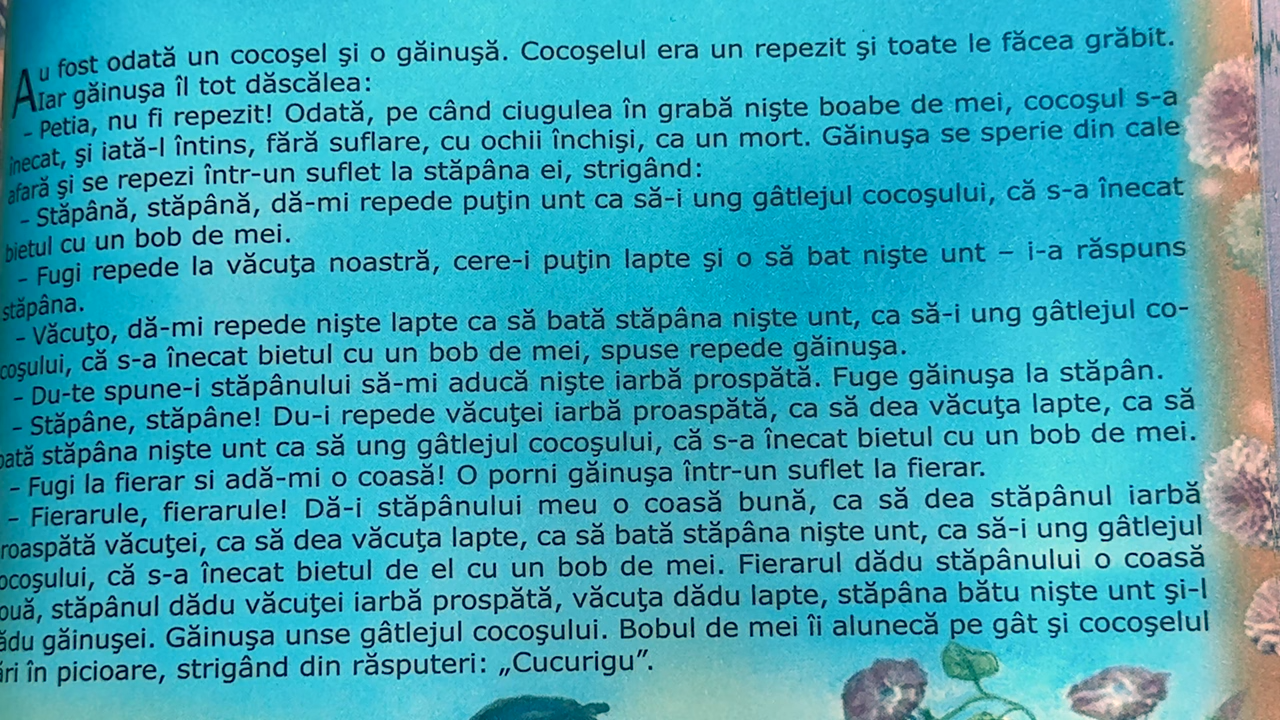 Au fost odată un cocoşel şi o găinuşă. Cocoşelul era un repezit şi toate le făcea grăbit.
Iar găinuşa îl tot dăscălea:
– Petia, nu fi repezit! Odată, pe când ciugulea în grabă nişte boabe de mei, cocoşul s-a
înecat, şi iată-l întins, fără suflare, cu ochii închişi, ca un mort. Găinuşa se sperie din cale
afară şi se repezi într-un suflet la stăpâna ei, strigând:
– Stăpână, stăpână, dă-mi repede puţin unt ca să-i ung gâtlejul cocoşului, că s-a înecat
bietul cu un bob de mei.
– Fugi repede la văcuţa noastră, cere-i puţin lapte şi o să bat nişte unt – i-a răspuns
stăpâna.
– Văcuţo, dă-mi repede nişte lapte ca să bată stăpâna nişte unt, ca să-i ung gâtlejul co-
coşului, că s-a înecat bietul cu un bob de mei, spuse repede găinuşa.
– Du-te spune-i stăpânului să-mi aducă nişte iarbă prospătă. Fuge găinuşa la stăpân.
– Stăpâne, stăpâne! Du-i repede văcuţei iarbă proaspătă, ca să dea văcuţa lapte, ca să
bată stăpâna nişte unt ca să ung gâtlejul cocoşului, că s-a înecat bietul cu un bob de mei.
– Fugi la fierar si adă-mi o coasă! O porni găinuşa într-un suflet la fierar.
– Fierarule, fierarule! Dă-i stăpânului meu o coasă bună, ca să dea stăpânul iarbă
roaspătă văcuţei, ca să dea văcuţa lapte, ca să bată stăpâna nişte unt, ca să-i ung gâtlejul
ocoşului, că s-a înecat bietul de el cu un bob de mei. Fierarul dădu stăpânului o coasă
ouă, stăpânul dădu văcuţei iarbă prospătă, văcuţa dădu lapte, stăpâna bătu nişte unt şi-l
ădu găinuşei. Găinuşa unse gâtlejul cocoşului. Bobul de mei îi alunecă pe gât şi cocoşelul
ări în picioare, strigând din răsputeri: „Cucurigu”.